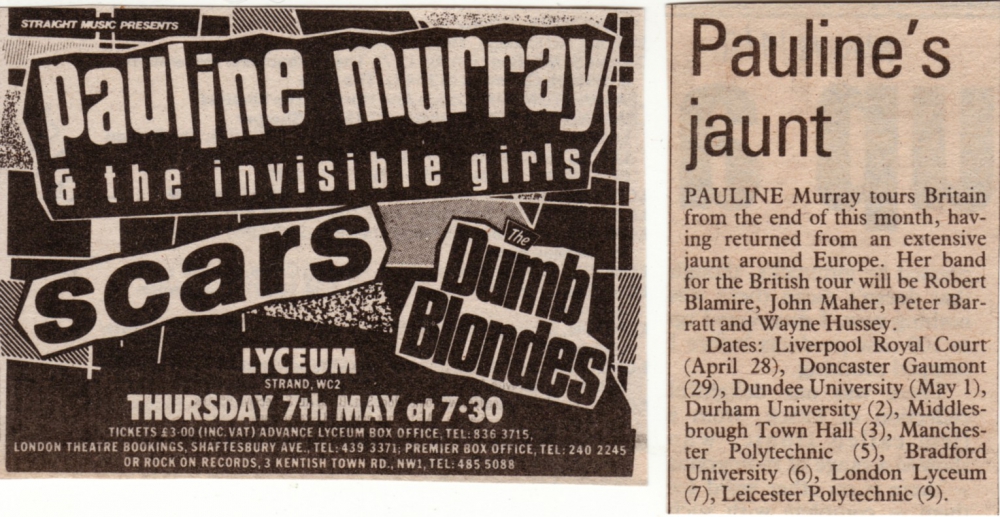 STRAIGHT MUSIC PRESENTS
pauline murray
& the invisible girls
scars
The
Dumb
Blondes
LYCEUM
STRAND, WC2
THURSDAY 7th MAY at 7·30
TICKETS £3·00 (INC. VAT) ADVANCE LYCEUM BOX OFFICE, TEL: 836 3715,
LONDON THEATRE BOOKINGS, SHAFTESBURY AVE., TEL: 439 3371; PREMIER BOX OFFICE, TEL: 240 2245
OR ROCK ON RECORDS, 3 KENTISH TOWN RD., NW1, TEL: 485 5088
Pauline's
jaunt
PAULINE Murray tours Britain
from the end of this month, hav-
ing returned from an extensive
jaunt around Europe. Her band
for the British tour will be Robert
Blamire, John Maher, Peter Bar-
ratt and Wayne Hussey.
Dates: Liverpool Royal Court
(April 28), Doncaster Gaumont
(29), Dundee University (May 1),
Durham University (2), Middles-
brough Town Hall (3), Manches-
ter Polytechnic (5), Bradford
University (6), London Lyceum
(7), Leicester Polytechnic (9).